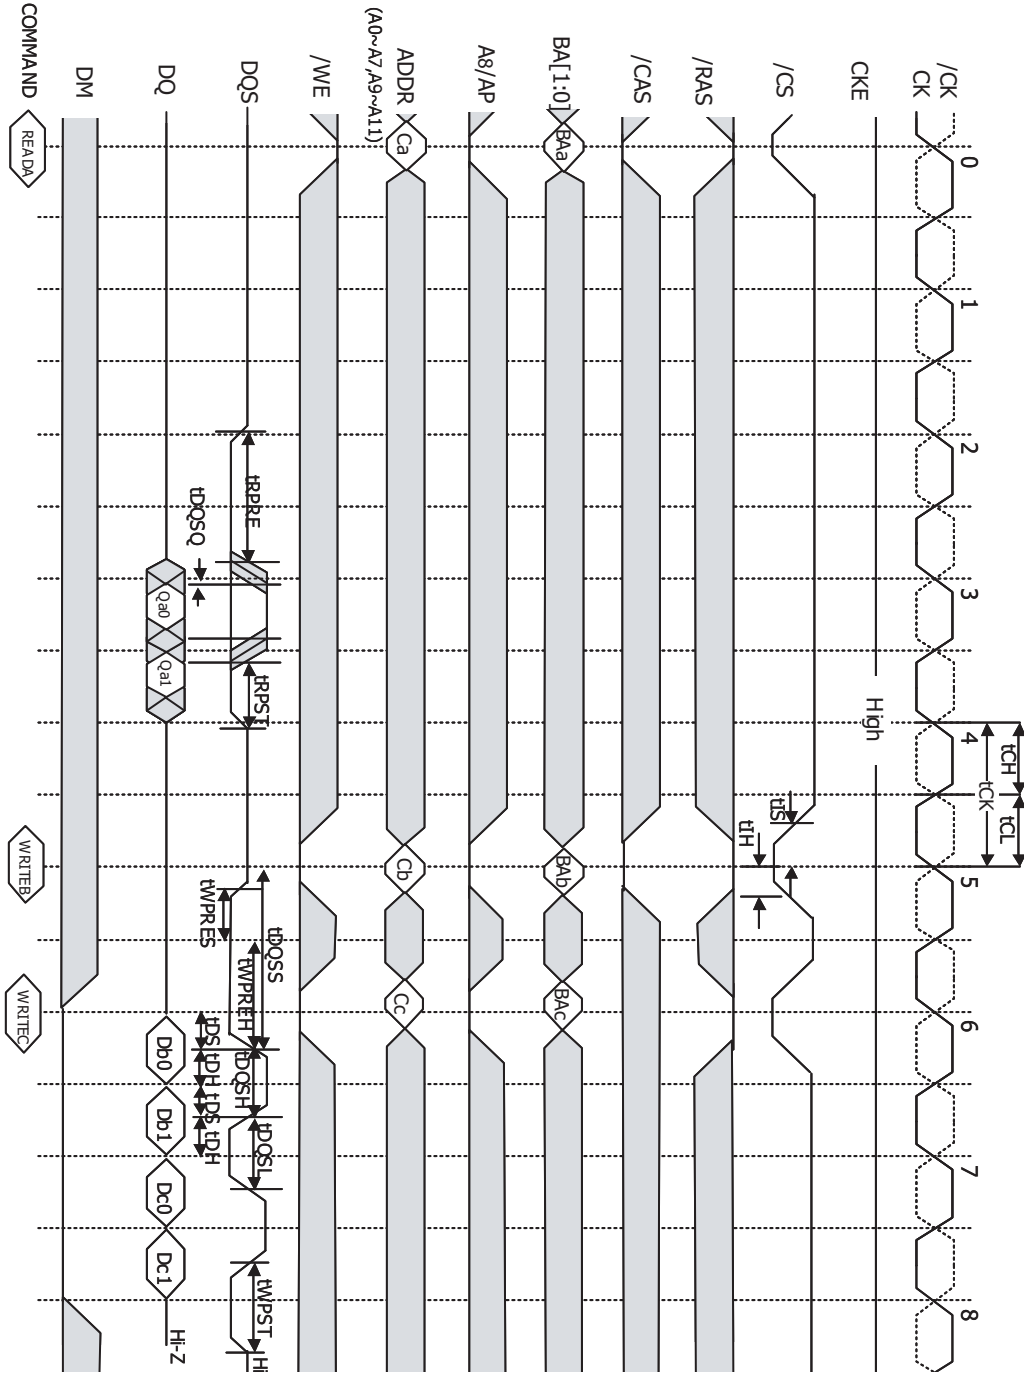 /CK
CK
0
1
2
3
4
5
6
7
8
tCH
tCL
tCK
CKE
High
/CS
tIS
tIH
/RAS
/CAS
BA[1:0]
BAa
BAb
BAc
A8/AP
ADDR
(A0~A7,A9~A11)
Ca
Cb
Cc
/WE
DQS
tRPRE
tRPST
tWPRES
tDQSS
tWPREH
tDQSH
tDQSL
tWPST
Hi
DQ
tDQSQ
Qa0
Qa1
tDS
tDH
tDS
tDH
Db0
Db1
Dc0
Dc1
Hi-Z
DM
COMMAND
READA
WRITEB
WRITEC